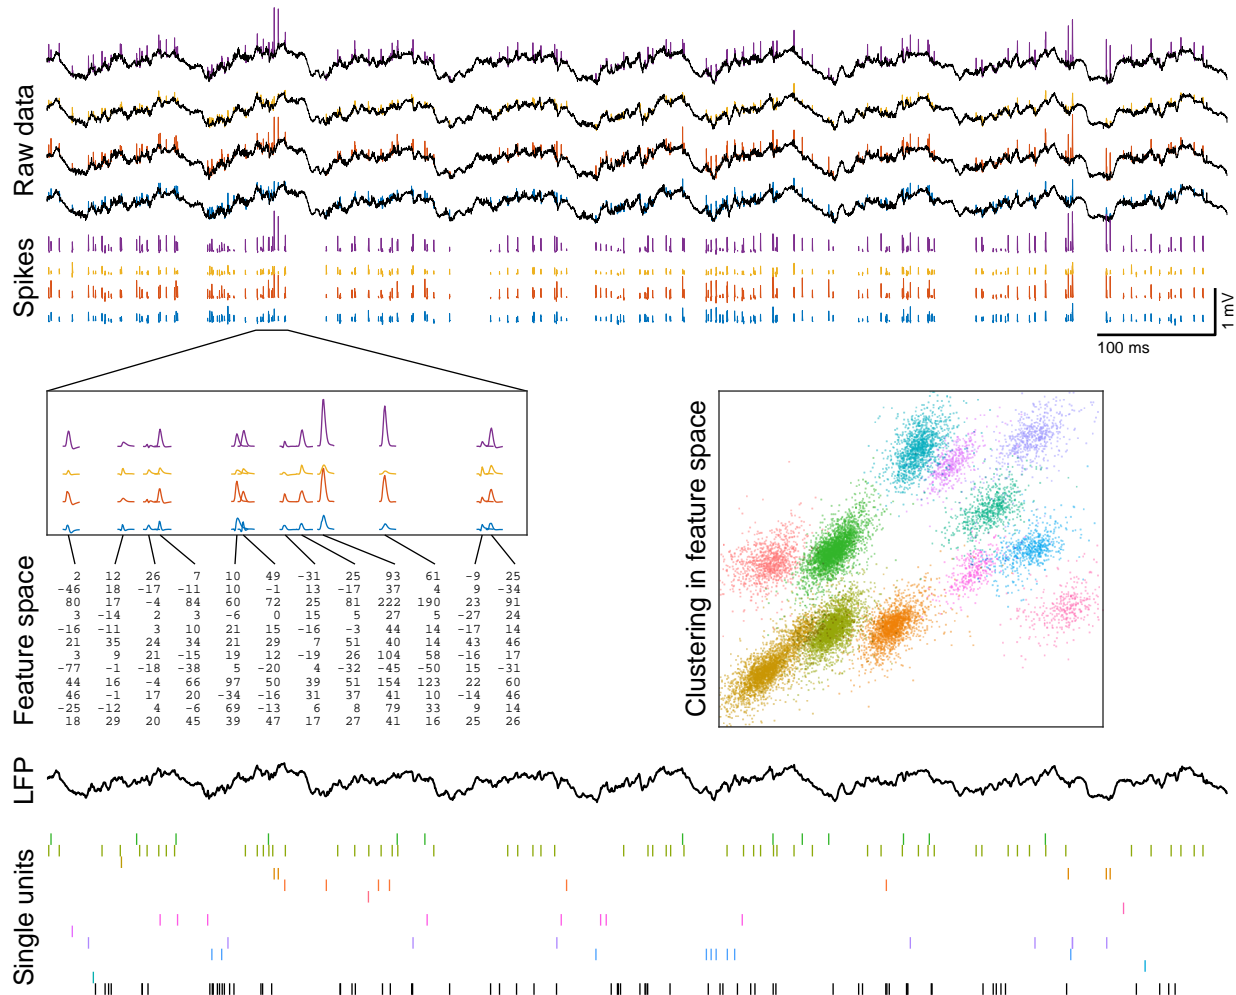 Raw data
Spikes
1 mV
100 ms
Feature space
2 12 26 7 10 49 -31 25 93 61 -9 25
-46 18 -17 -11 10 -1 13 -17 37 4 9 -34
80 17 -4 84 60 72 25 81 222 190 23 91
3 -14 2 3 -6 0 15 5 27 5 -27 24
-16 -11 3 10 21 15 -16 -3 44 14 -17 14
21 35 24 34 21 29 7 51 40 14 43 46
3 9 21 -15 19 12 -19 26 104 58 -16 17
-77 -1 -18 -38 5 -20 4 -32 -45 -50 15 -31
44 16 -4 66 97 50 39 51 154 123 22 60
46 -1 17 20 -34 -16 31 37 41 10 -14 46
-25 -12 4 -6 69 -13 6 8 79 33 9 14
18 29 20 45 39 47 17 27 41 16 25 26
Clustering in feature space
LFP
Single units